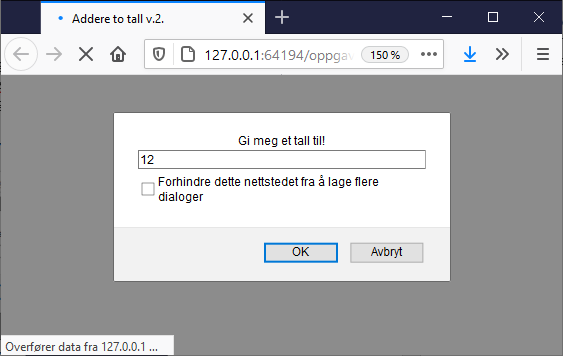 Addere to tall v.2.
127.0.0.1:64194/oppgav
150 %
Gi meg et tall til!
12
Forhindre dette nettstedet fra å lage flere
dialoger
OK Avbryt
Overfører data fra 127.0.0.1 ...